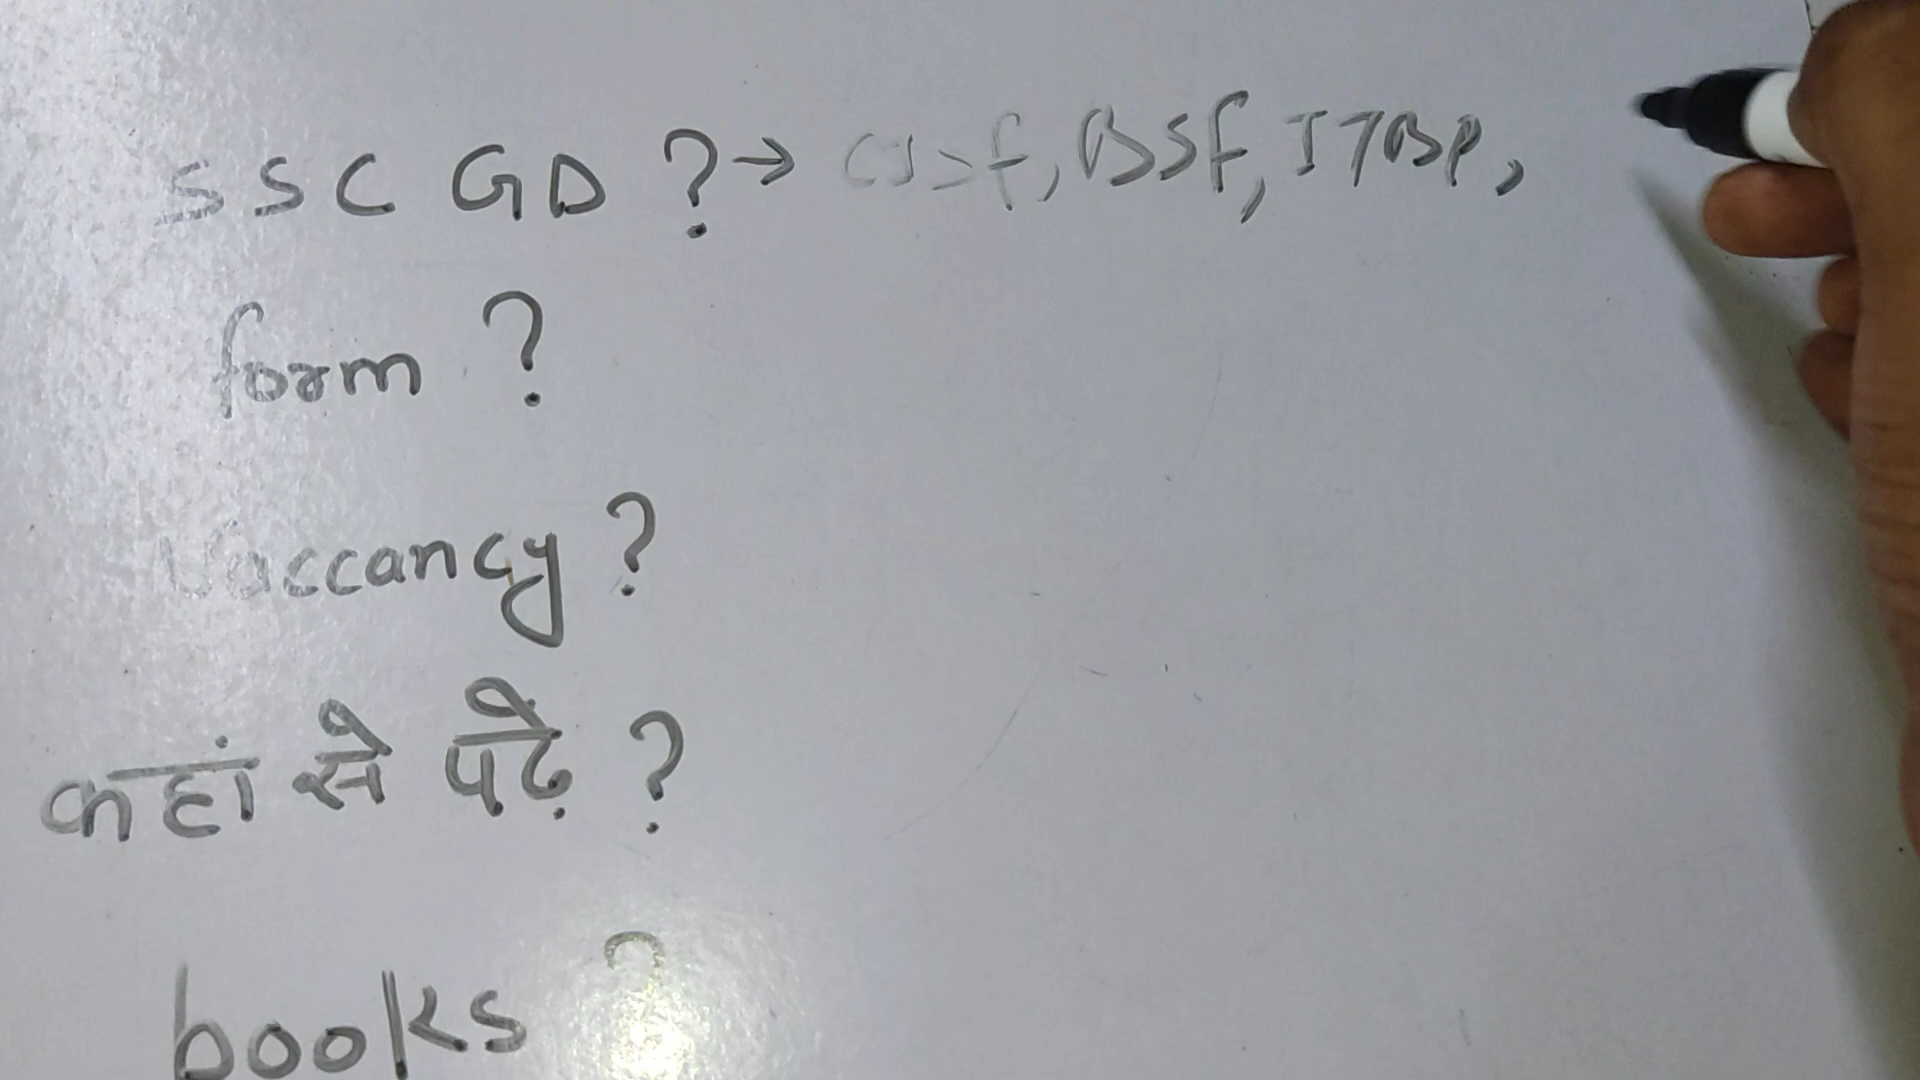 SSC GD ? → CISf, BSf, ITBP,
form ?
Vaccancy ?
कहां से पढ़े ?
books ?